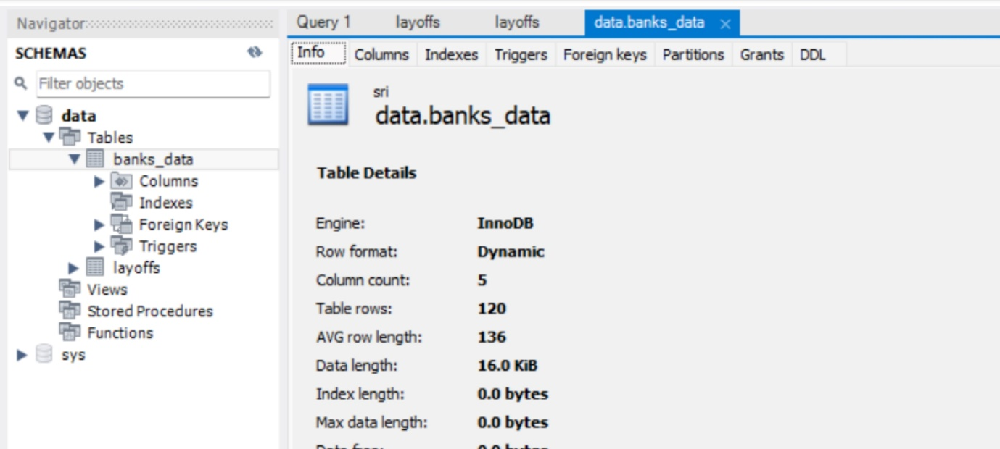 Navigator
SCHEMAS
Filter objects
data
Tables
banks_data
Columns
Indexes
Foreign Keys
Triggers
layoffs
Views
Stored Procedures
Functions
sys
Query 1 layoffs layoffs data.banks_data
Info Columns Indexes Triggers Foreign keys Partitions Grants DDL
sri
data.banks_data
Table Details
Engine: InnoDB
Row format: Dynamic
Column count: 5
Table rows: 120
AVG row length: 136
Data length: 16.0 KiB
Index length: 0.0 bytes
Max data length: 0.0 bytes